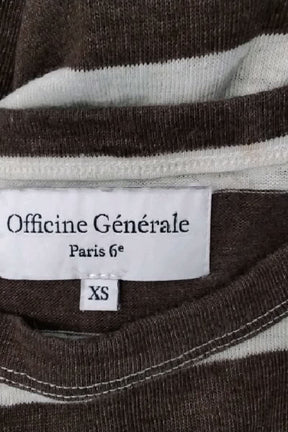 Officine Générale
Paris 6ᵉ
XS